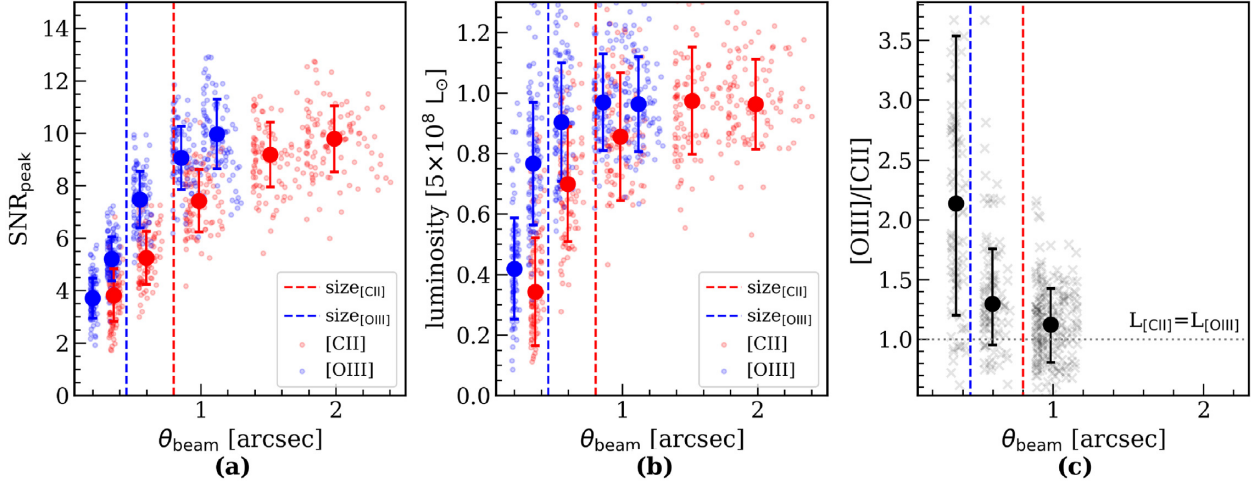 SNR_peak
14
12
10
8
6
4
2
0
1
2
θ_beam [arcsec]
size_[CII]
size_[OIII]
[CII]
[OIII]
(a)
luminosity [5×10⁸ L_⊙]
1.2
1.0
0.8
0.6
0.4
0.2
0.0
1
2
θ_beam [arcsec]
size_[CII]
size_[OIII]
[CII]
[OIII]
(b)
[OIII]/[CII]
3.5
3.0
2.5
2.0
1.5
1.0
L_[CII]=L_[OIII]
1
2
θ_beam [arcsec]
(c)